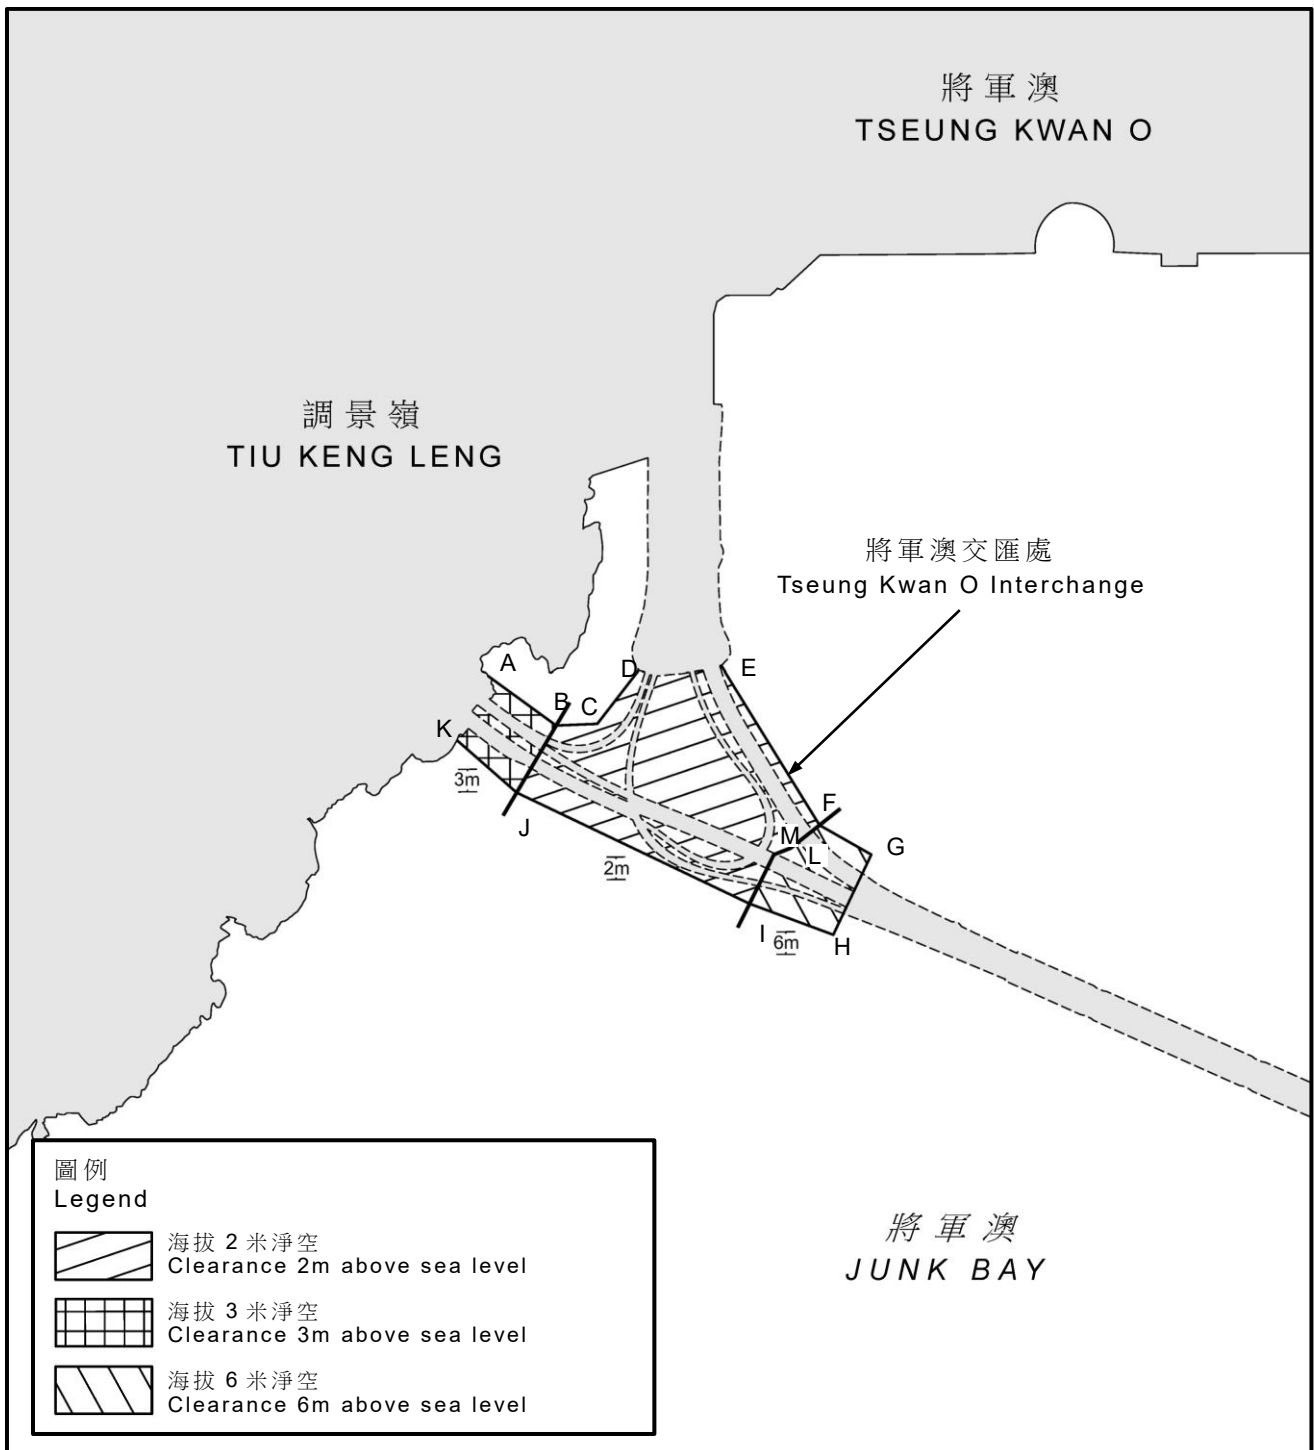 將軍澳
TSEUNG KWAN O
調景嶺
TIU KENG LENG
將軍澳交匯處
Tseung Kwan O Interchange
A
D
E
B
C
K
3m
J
F
M
L
G
2m
I
6m
H
圖例
Legend
海拔 2 米淨空
Clearance 2m above sea level
海拔 3 米淨空
Clearance 3m above sea level
海拔 6 米淨空
Clearance 6m above sea level
將軍澳
JUNK BAY